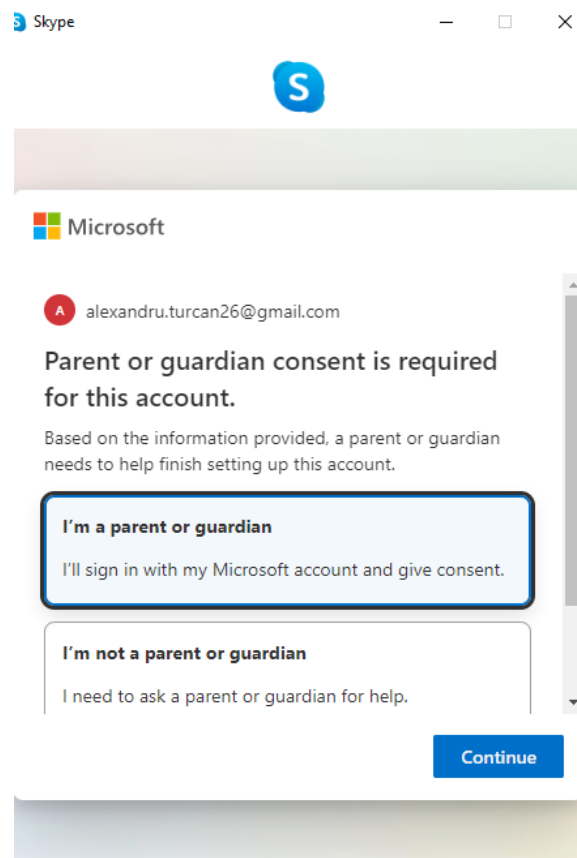 Skype
S
Microsoft
A alexandru.turcan26@gmail.com
Parent or guardian consent is required
for this account.
Based on the information provided, a parent or guardian
needs to help finish setting up this account.
I'm a parent or guardian
I'll sign in with my Microsoft account and give consent.
I'm not a parent or guardian
I need to ask a parent or guardian for help.
Continue